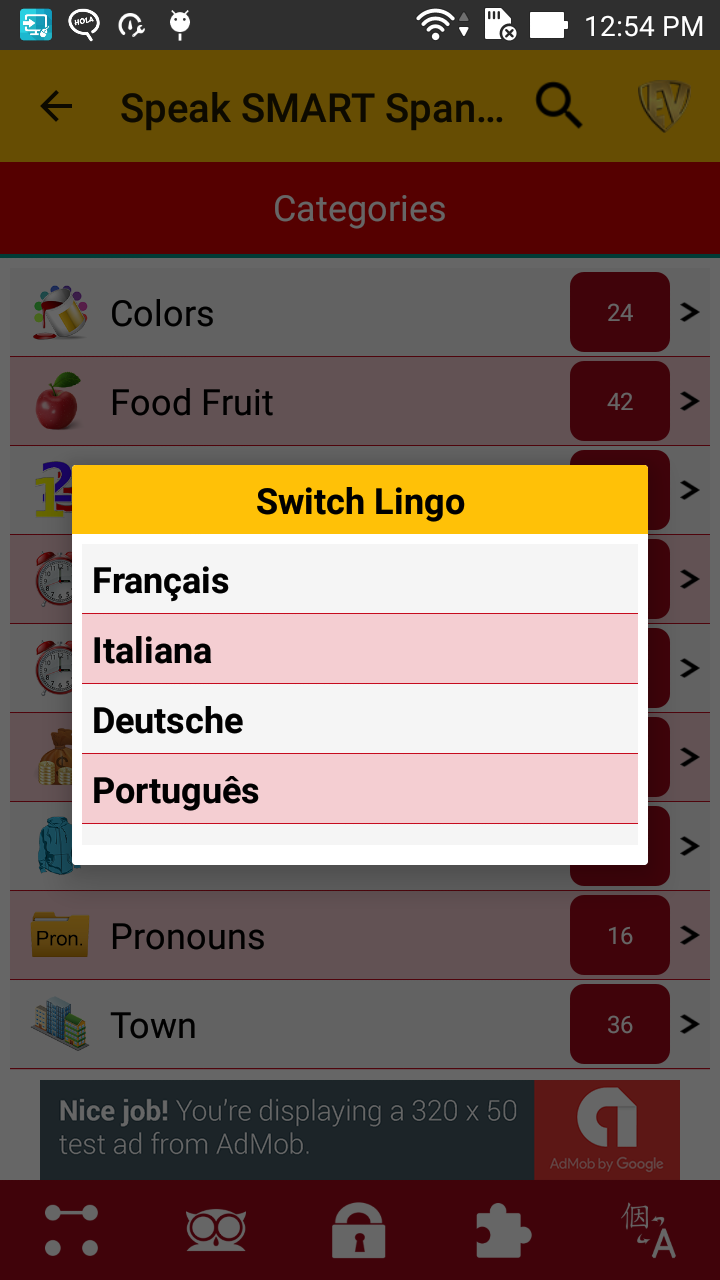 HOLA
12:54 PM
Speak SMART Span...
Categories
Colors
24
Food Fruit
42
Switch Lingo
Français
Italiana
Deutsche
Português
Pron.
Pronouns
16
Town
36
Nice job! You're displaying a 320 x 50
test ad from AdMob.
AdMob by Google
個
A